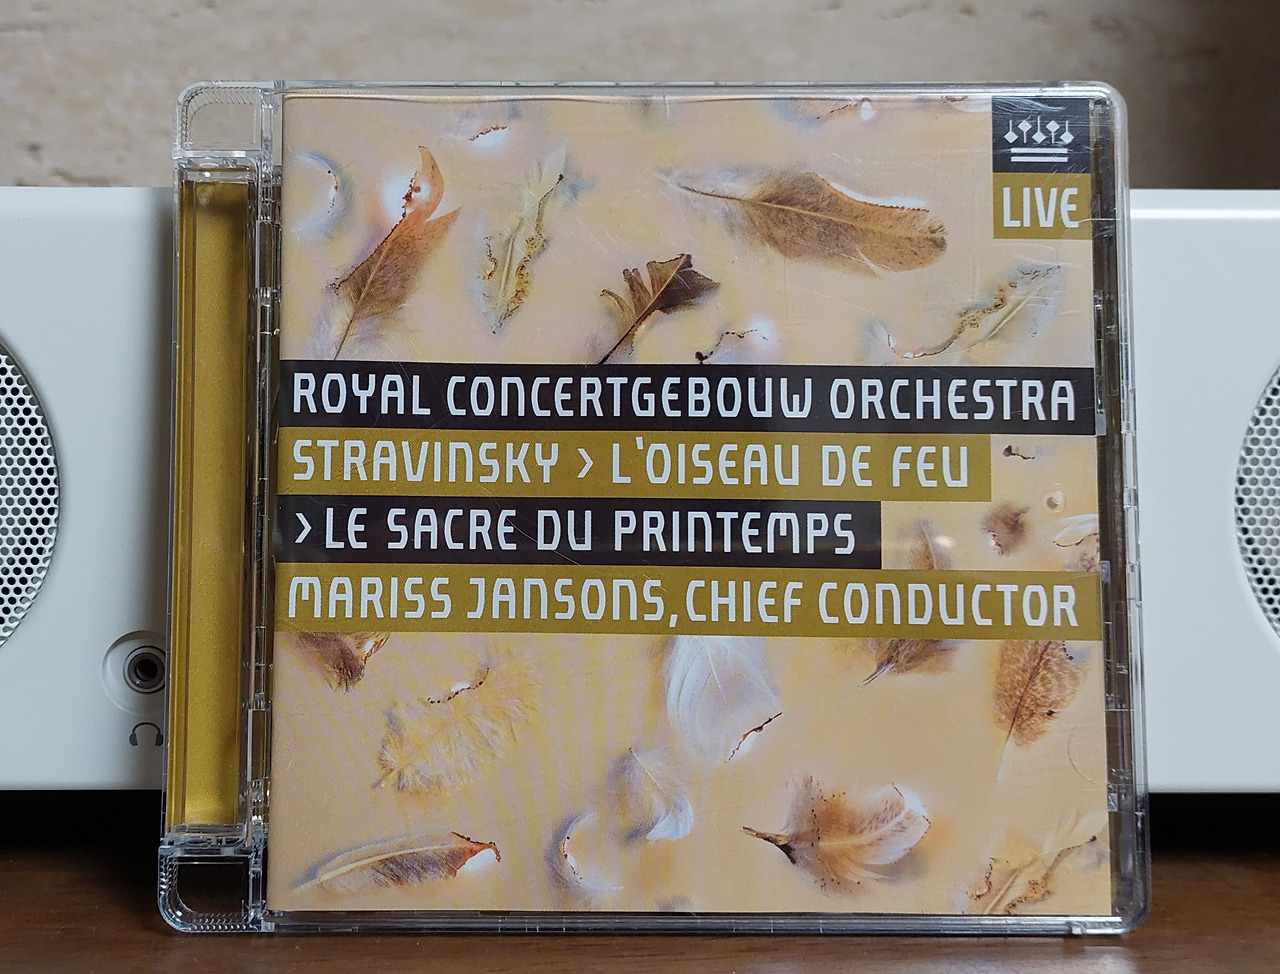 LIVE
ROYAL CONCERTGEBOUW ORCHESTRA
STRAVINSKY > L'OISEAU DE FEU
> LE SACRE DU PRINTEMPS
MARISS JANSONS, CHIEF CONDUCTOR